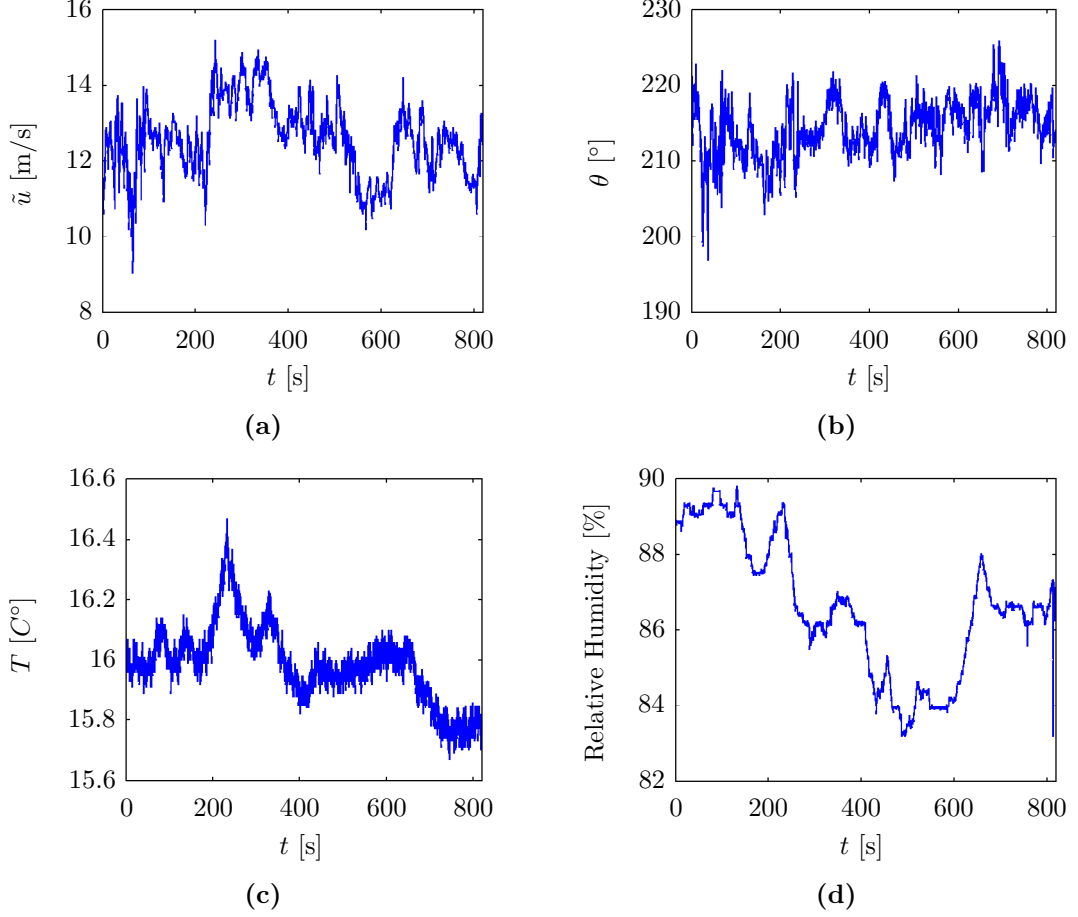 16
14
12
10
8
ũ [m/s]
0 200 400 600 800
t [s]
(a)
230
220
210
200
190
θ [°]
0 200 400 600 800
t [s]
(b)
16.6
16.4
16.2
16
15.8
15.6
T [C°]
0 200 400 600 800
t [s]
(c)
90
88
86
84
82
Relative Humidity [%]
0 200 400 600 800
t [s]
(d)